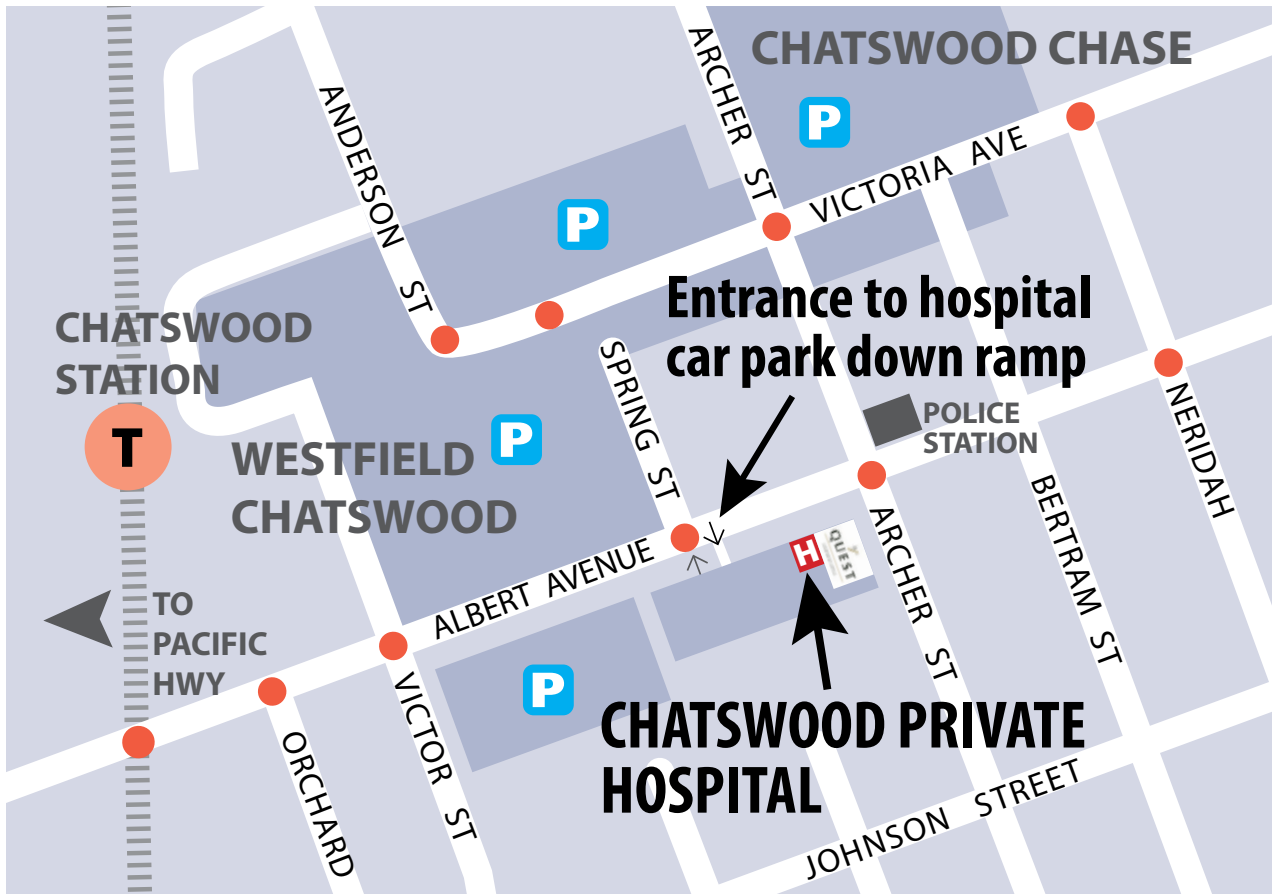 CHATSWOOD CHASE
ARCHER ST
P
ANDERSON ST
VICTORIA AVE
P
Entrance to hospital
car park down ramp
CHATSWOOD
STATION
T
SPRING ST
NERIDAH
POLICE
STATION
P
WESTFIELD
CHATSWOOD
BERTRAM ST
ARCHER ST
H
QUEST
ALBERT AVENUE
TO
PACIFIC
HWY
P
VICTOR ST
ORCHARD
CHATSWOOD PRIVATE
HOSPITAL
JOHNSON STREET